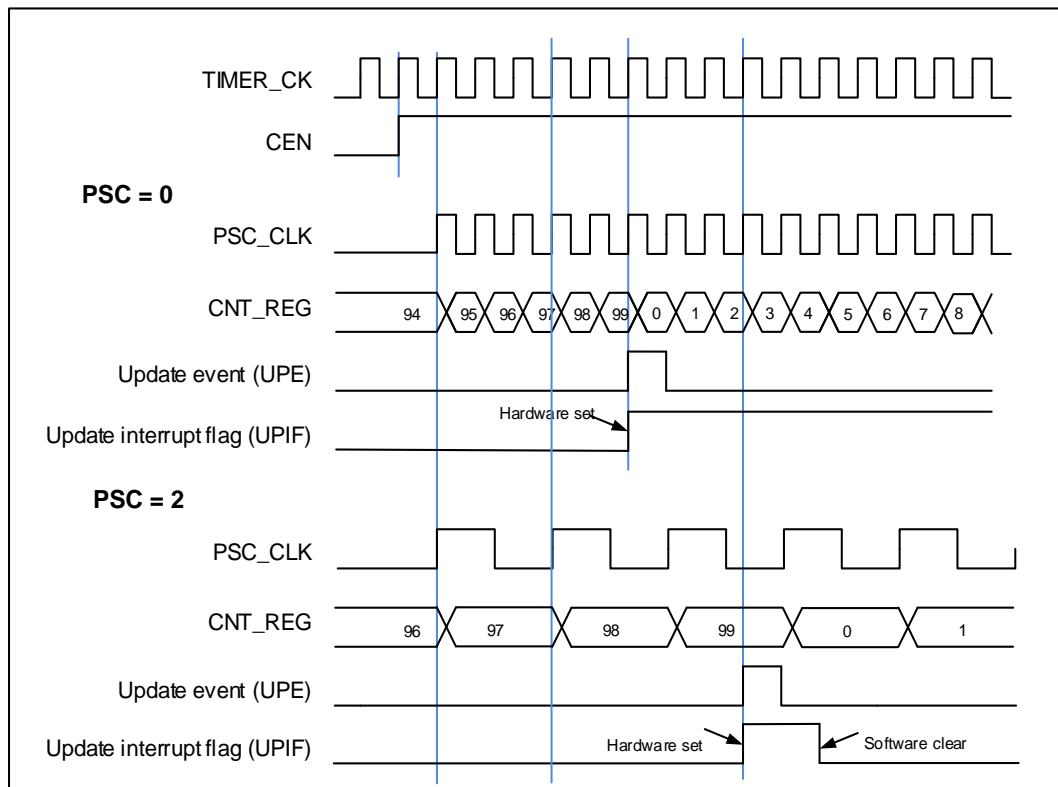 TIMER_CK
CEN
PSC = 0
PSC_CLK
CNT_REG 94 95 96 97 98 99 0 1 2 3 4 5 6 7 8
Update event (UPE)
Hardware set
Update interrupt flag (UPIF)
PSC = 2
PSC_CLK
CNT_REG 96 97 98 99 0 1
Update event (UPE)
Update interrupt flag (UPIF) Hardware set Software clear